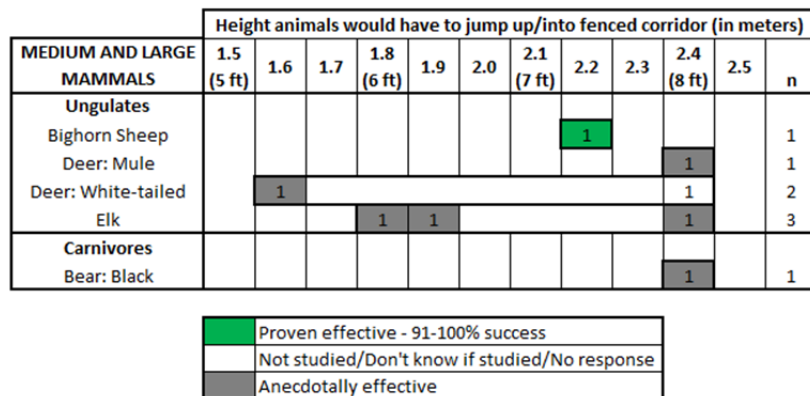 Height animals would have to jump up/into fenced corridor (in meters)
MEDIUM AND LARGE MAMMALS 1.5 (5 ft) 1.6 1.7 1.8 (6 ft) 1.9 2.0 2.1 (7 ft) 2.2 2.3 2.4 (8 ft) 2.5 n
Ungulates
Bighorn Sheep 1 1
Deer: Mule 1 1
Deer: White-tailed 1 1 2
Elk 1 1 1 3
Carnivores
Bear: Black 1 1
Proven effective - 91-100% success
Not studied/Don't know if studied/No response
Anecdotally effective